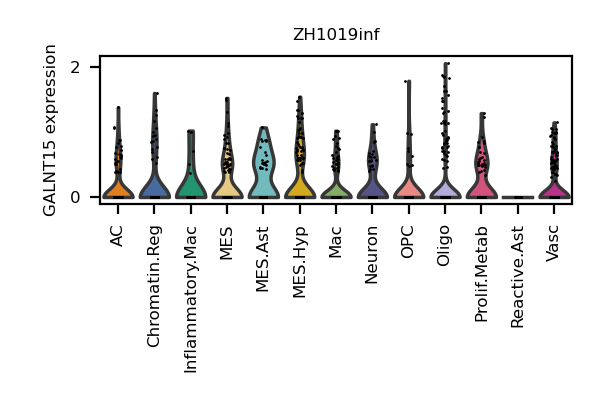 ZH1019inf
GALNT15 expression
2
0
AC
Chromatin.Reg
Inflammatory.Mac
MES
MES.Ast
MES.Hyp
Mac
Neuron
OPC
Oligo
Prolif.Metab
Reactive.Ast
Vasc